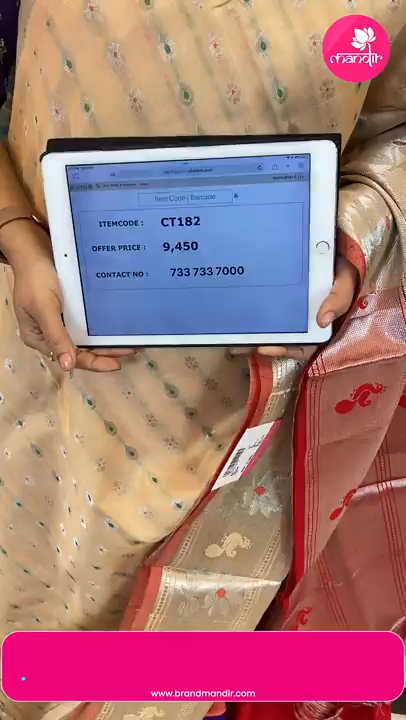 mandir
Item Code | Barcode
ITEMCODE : CT182
OFFER PRICE : 9,450
CONTACT NO : 733 733 7000
www.brandmandir.com